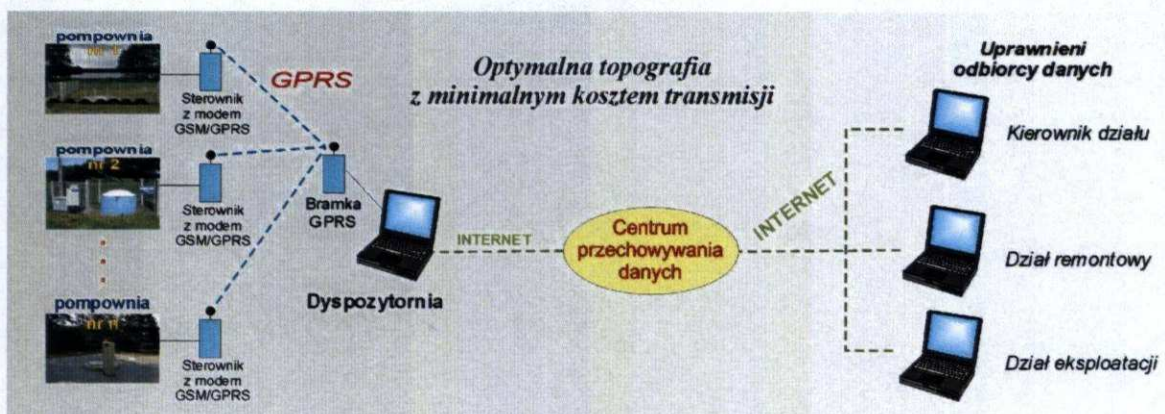 pompownia
nr 1
Sterownik
z modem
GSM/GPRS
pompownia
nr 2
Sterownik
z modem
GSM/GPRS
pompownia
nr n
Sterownik
z modem
GSM/GPRS
GPRS
Bramka
GPRS
Dyspozytornia
Optymalna topografia
z minimalnym kosztem transmisji
INTERNET
Centrum
przechowywania
danych
INTERNET
Uprawnieni
odbiorcy danych
Kierownik działu
Dział remontowy
Dział eksploatacji